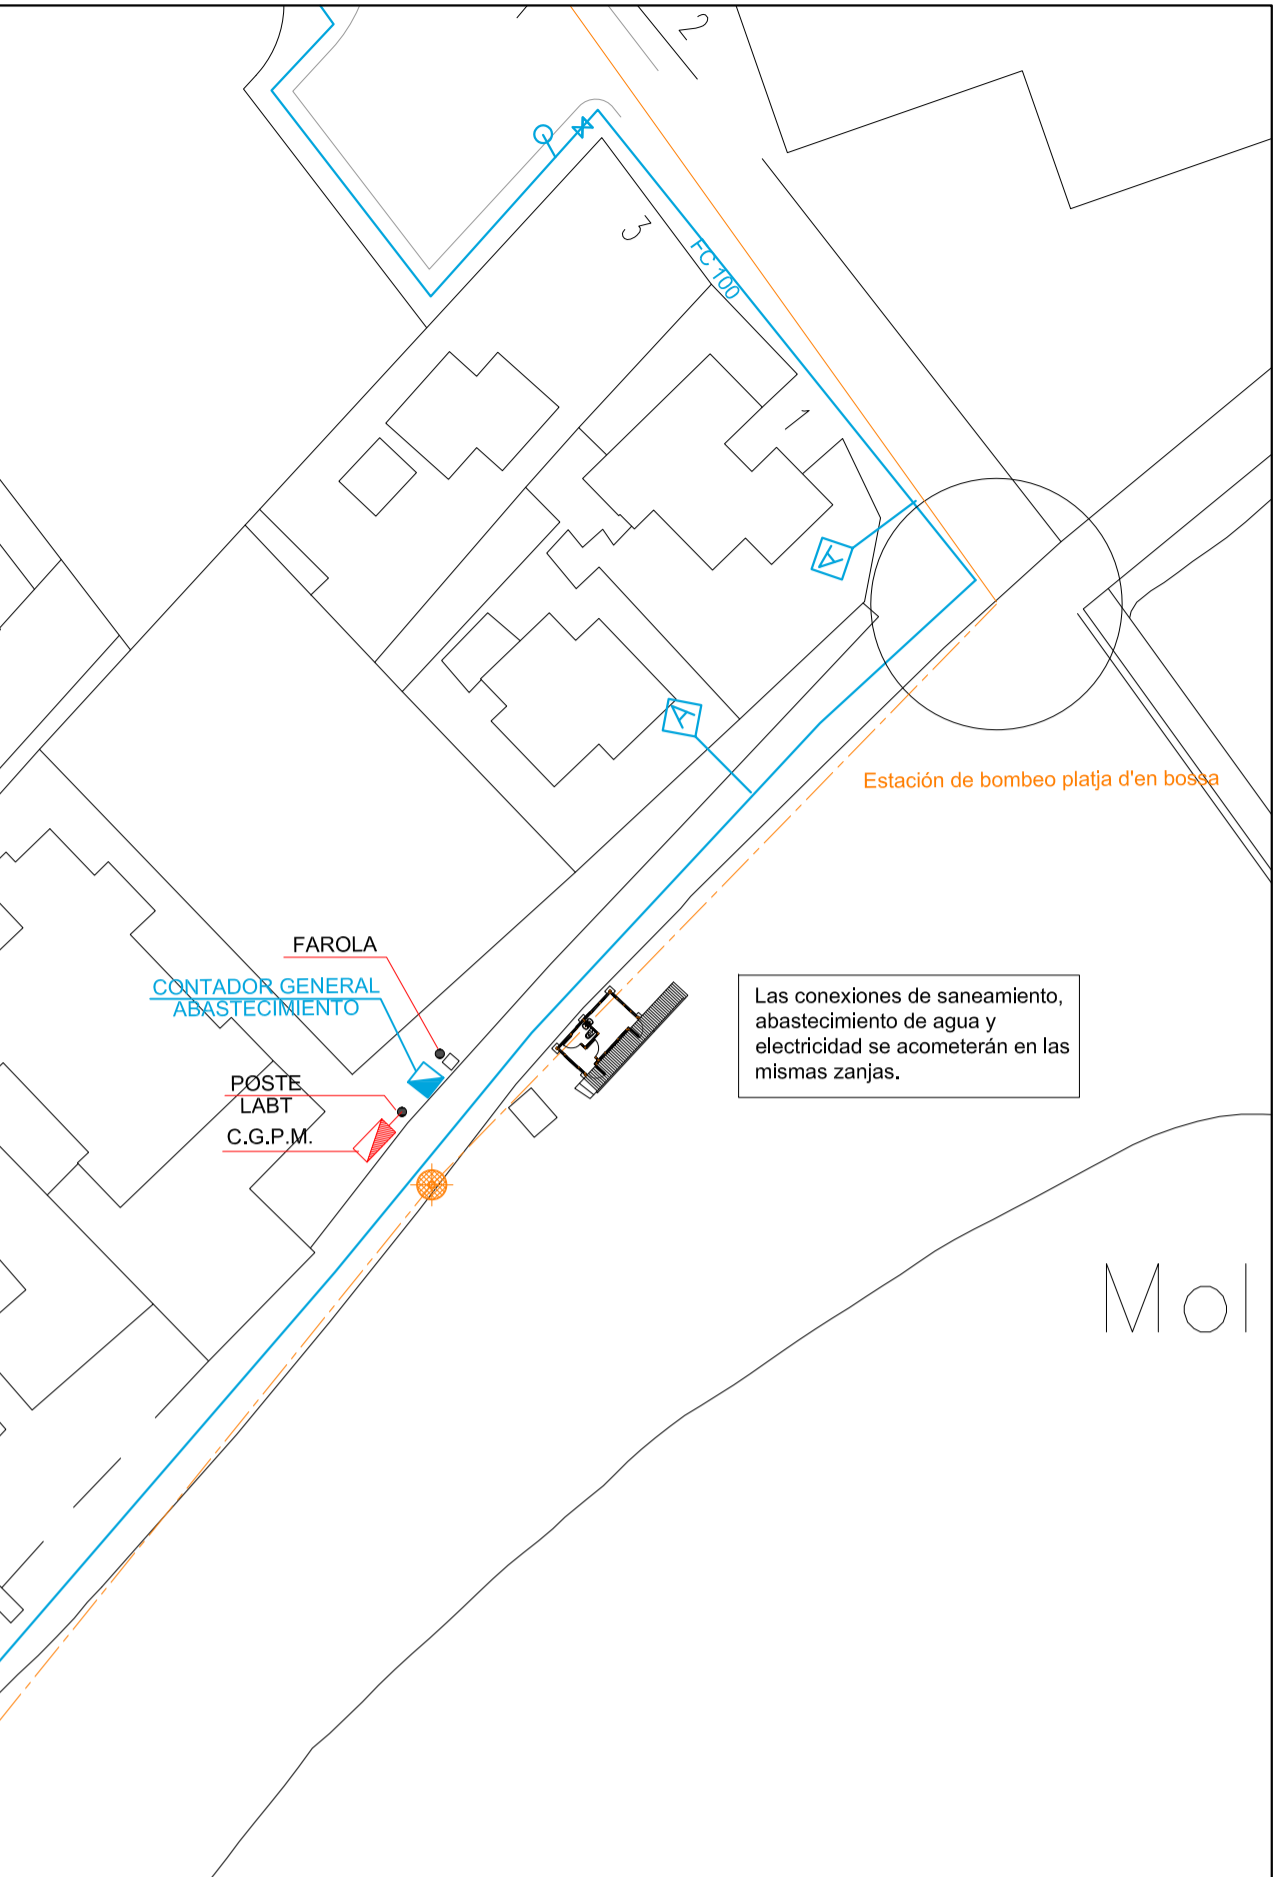 2
3
FC 100
1
A
A
Estación de bombeo platja d'en bossa
FAROLA
CONTADOR GENERAL
ABASTECIMIENTO
Las conexiones de saneamiento,
abastecimiento de agua y
electricidad se acometerán en las
mismas zanjas.
POSTE
LABT
C.G.P.M.
Mol